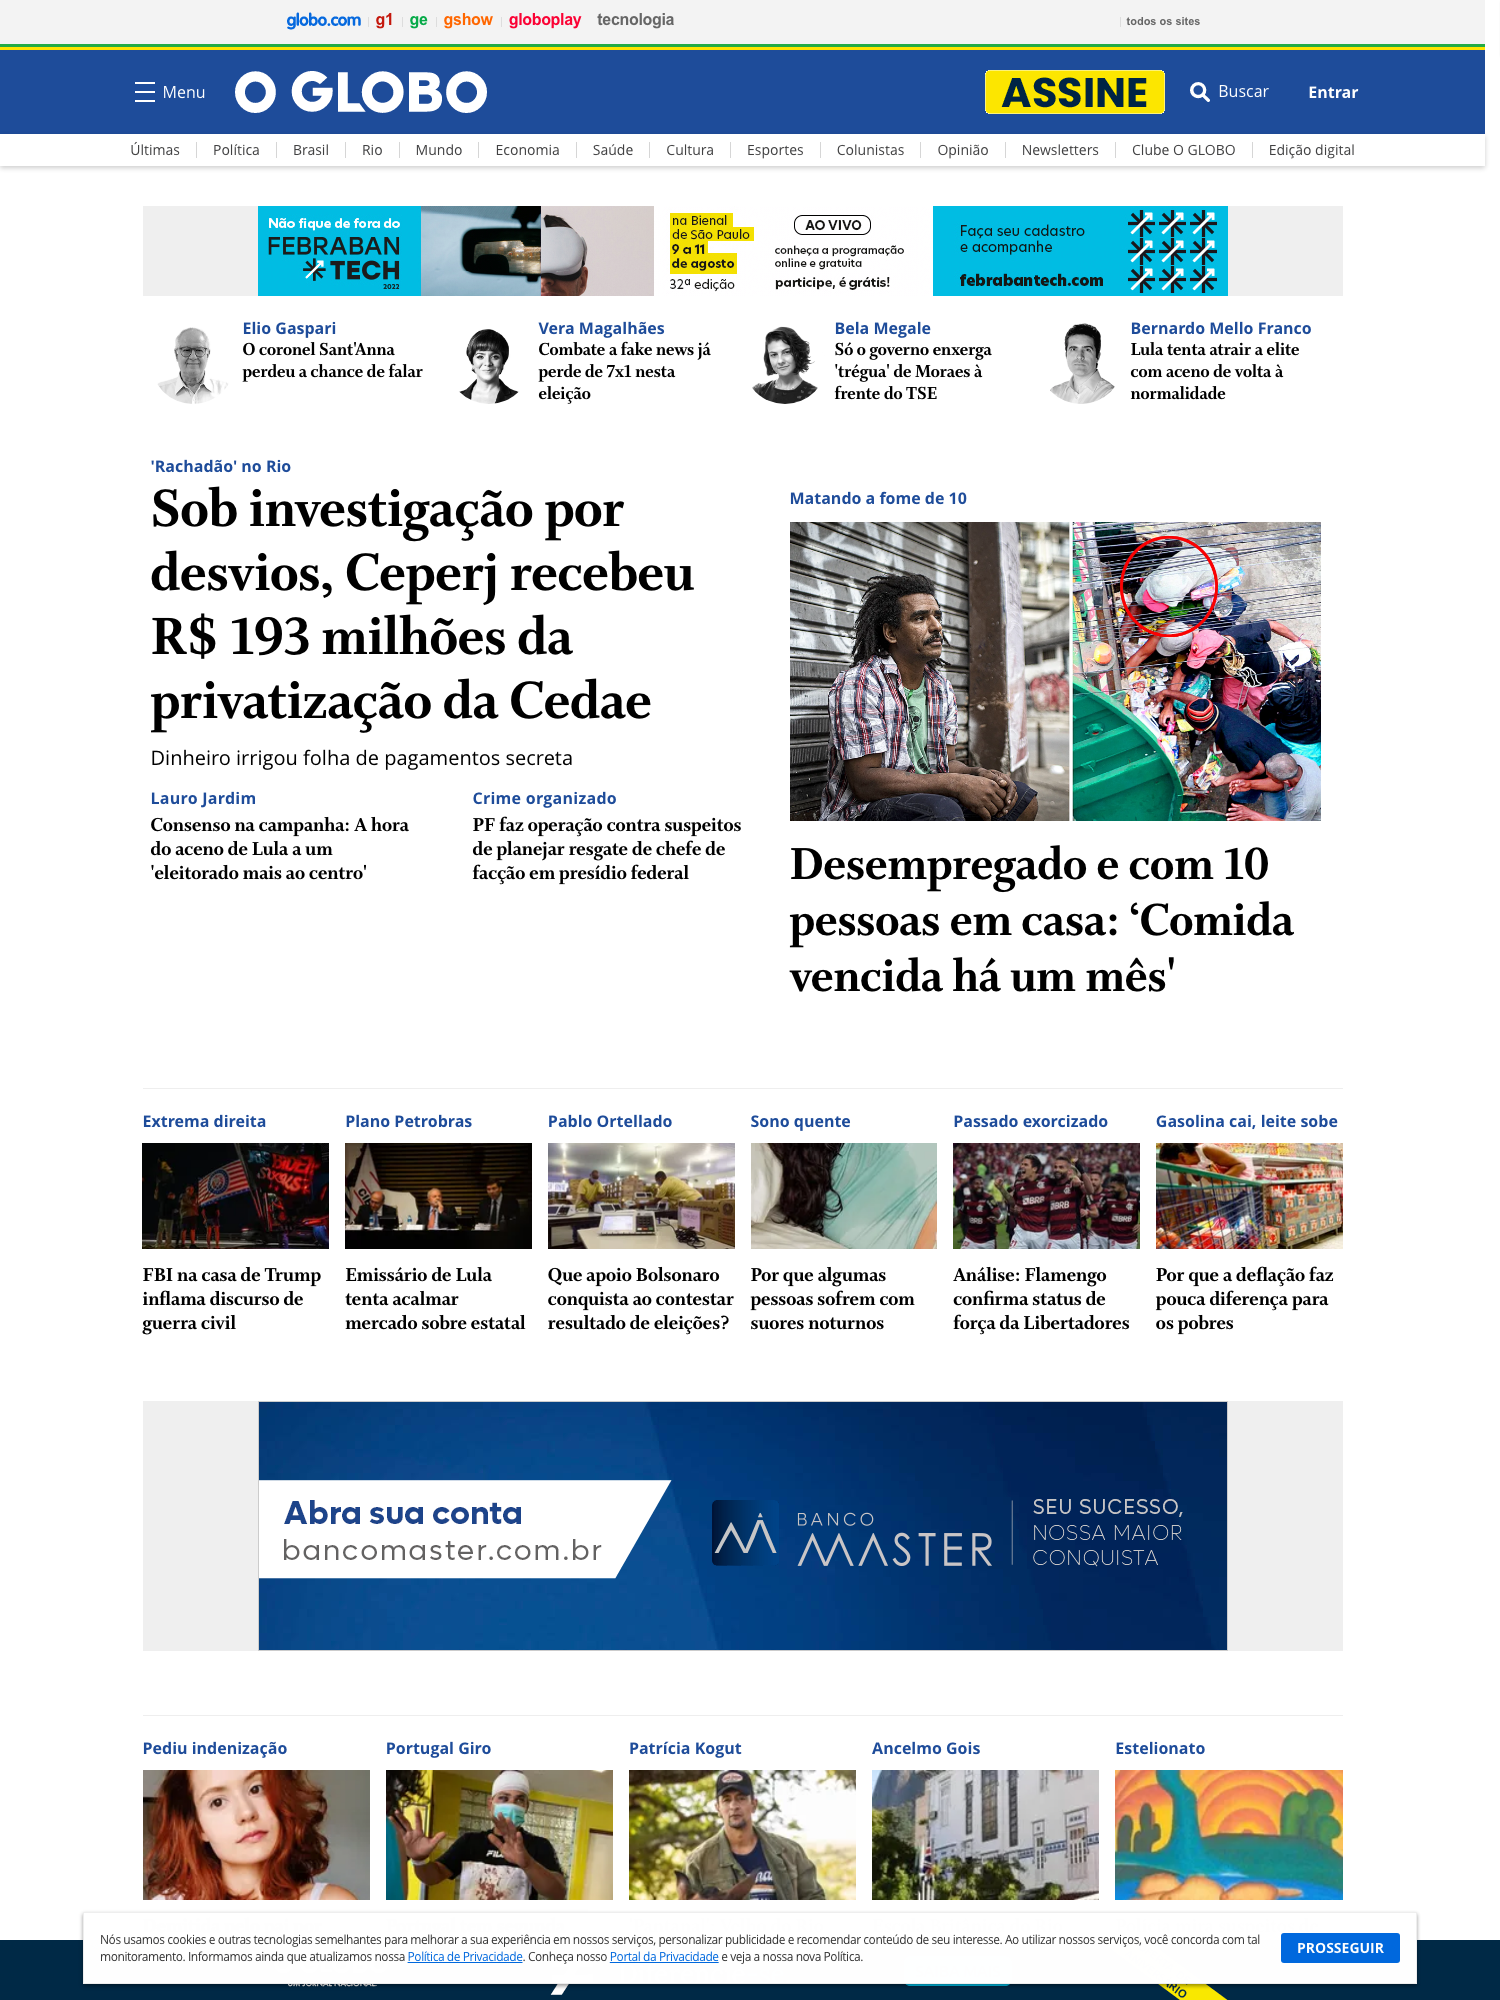 globo.com g1 ge gshow globoplay tecnologia todos os sites
Menu O GLOBO ASSINE Buscar Entrar
Últimas Política Brasil Rio Mundo Economia Saúde Cultura Esportes Colunistas Opinião Newsletters Clube O GLOBO Edição digital
Não fique de fora do
FEBRABAN
TECH
2022
na Bienal
de São Paulo
9 a 11
de agosto
32ª edição
AO VIVO
conheça a programação
online e gratuita
participe, é grátis!
Faça seu cadastro
e acompanhe
febrabantech.com
Elio Gaspari
O coronel Sant'Anna
perdeu a chance de falar
Vera Magalhães
Combate a fake news já
perde de 7x1 nesta
eleição
Bela Megale
Só o governo enxerga
'trégua' de Moraes à
frente do TSE
Bernardo Mello Franco
Lula tenta atrair a elite
com aceno de volta à
normalidade
'Rachadão' no Rio
Sob investigação por
desvios, Ceperj recebeu
R$ 193 milhões da
privatização da Cedae
Dinheiro irrigou folha de pagamentos secreta
Lauro Jardim
Consenso na campanha: A hora
do aceno de Lula a um
'eleitorado mais ao centro'
Crime organizado
PF faz operação contra suspeitos
de planejar resgate de chefe de
facção em presídio federal
Matando a fome de 10
Desempregado e com 10
pessoas em casa: ‘Comida
vencida há um mês'
Extrema direita
FBI na casa de Trump
inflama discurso de
guerra civil
Plano Petrobras
Emissário de Lula
tenta acalmar
mercado sobre estatal
Pablo Ortellado
Que apoio Bolsonaro
conquista ao contestar
resultado de eleições?
Sono quente
Por que algumas
pessoas sofrem com
suores noturnos
Passado exorcizado
BRB
BRB
Análise: Flamengo
confirma status de
força da Libertadores
Gasolina cai, leite sobe
Por que a deflação faz
pouca diferença para
os pobres
Abra sua conta
bancomaster.com.br
BANCO
MASTER
SEU SUCESSO,
NOSSA MAIOR
CONQUISTA
Pediu indenização
Portugal Giro
Patrícia Kogut
Ancelmo Gois
Estelionato
Nós usamos cookies e outras tecnologias semelhantes para melhorar a sua experiência em nossos serviços, personalizar publicidade e recomendar conteúdo de seu interesse. Ao utilizar nossos serviços, você concorda com tal
monitoramento. Informamos ainda que atualizamos nossa Política de Privacidade. Conheça nosso Portal da Privacidade e veja a nossa nova Política.
PROSSEGUIR